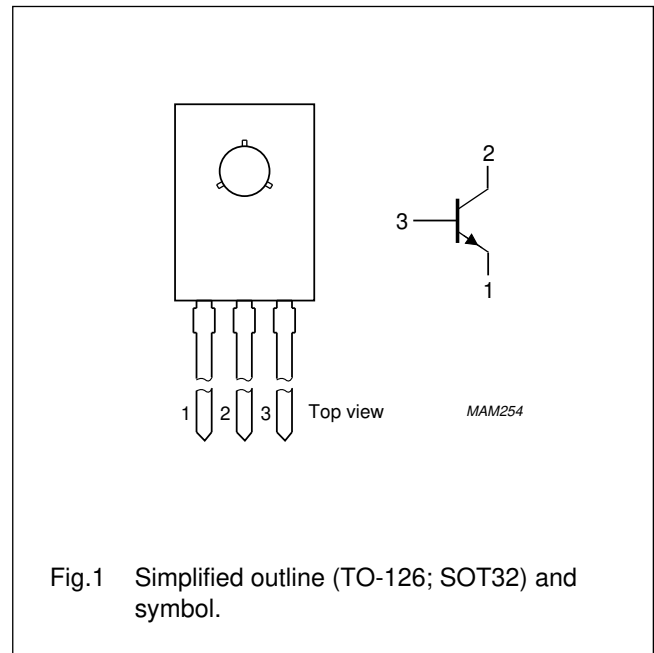 2
3
1
1 2 3 Top view MAM254
Fig.1 Simplified outline (TO-126; SOT32) and
symbol.